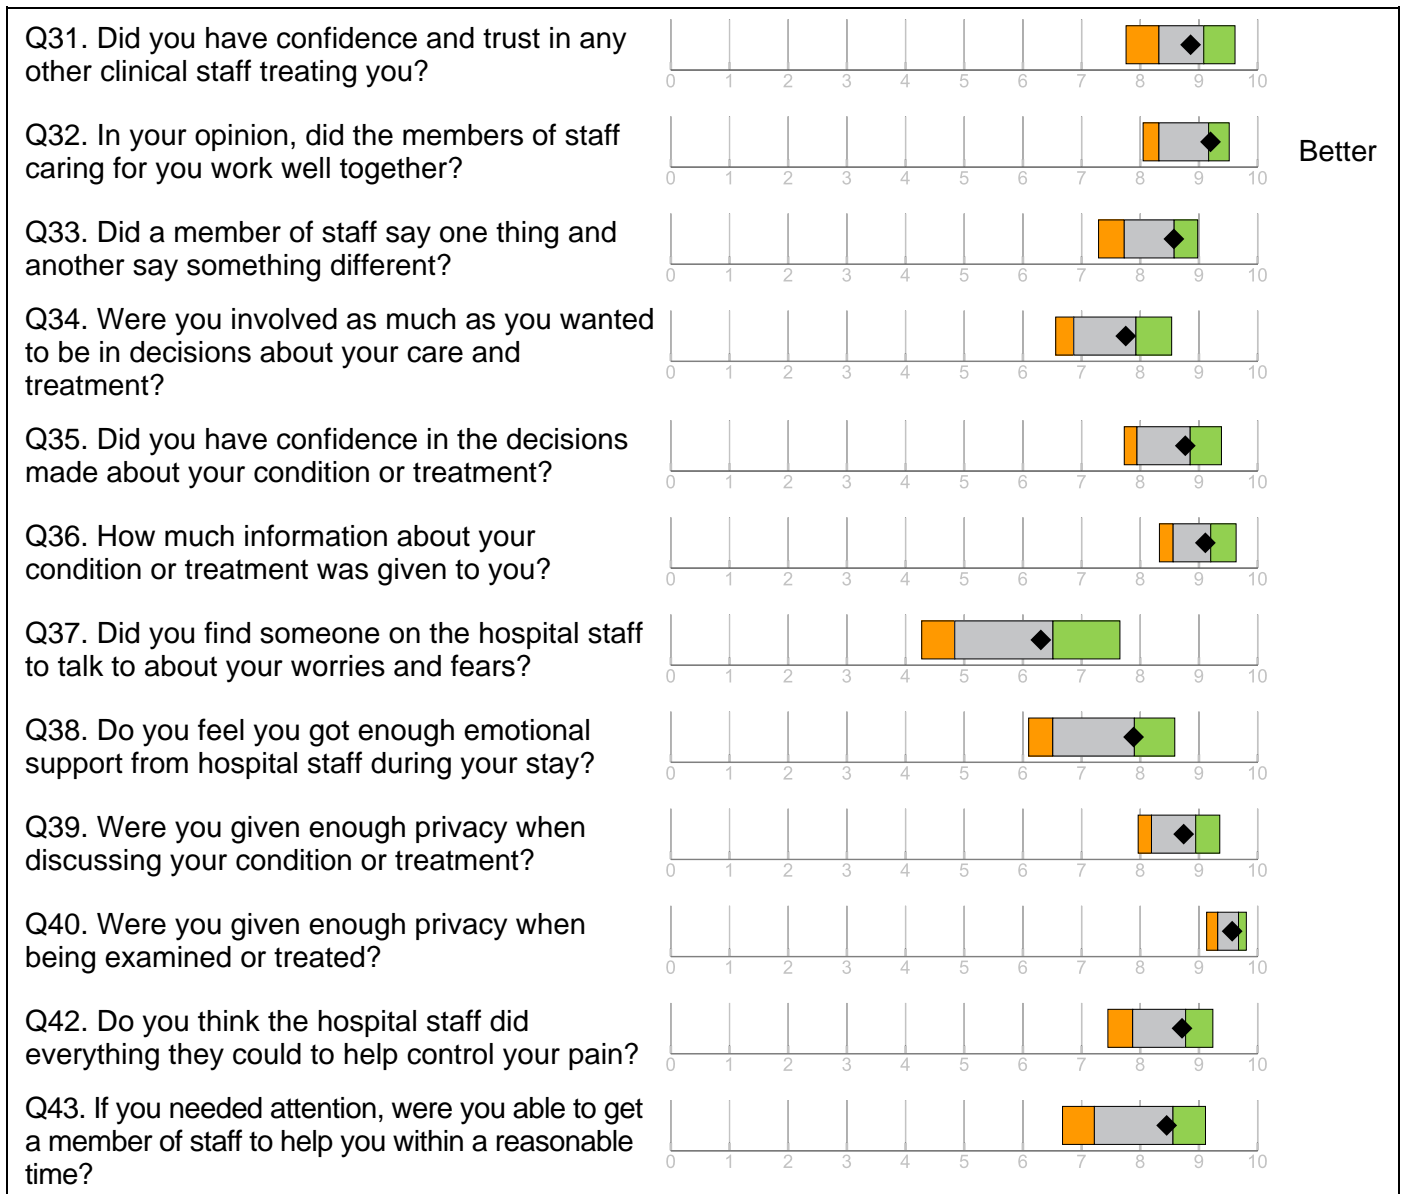 Q31. Did you have confidence and trust in any
other clinical staff treating you?
0 1 2 3 4 5 6 7 8 9 10
Q32. In your opinion, did the members of staff
caring for you work well together?
Better
0 1 2 3 4 5 6 7 8 9 10
Q33. Did a member of staff say one thing and
another say something different?
0 1 2 3 4 5 6 7 8 9 10
Q34. Were you involved as much as you wanted
to be in decisions about your care and
treatment?
0 1 2 3 4 5 6 7 8 9 10
Q35. Did you have confidence in the decisions
made about your condition or treatment?
0 1 2 3 4 5 6 7 8 9 10
Q36. How much information about your
condition or treatment was given to you?
0 1 2 3 4 5 6 7 8 9 10
Q37. Did you find someone on the hospital staff
to talk to about your worries and fears?
0 1 2 3 4 5 6 7 8 9 10
Q38. Do you feel you got enough emotional
support from hospital staff during your stay?
0 1 2 3 4 5 6 7 8 9 10
Q39. Were you given enough privacy when
discussing your condition or treatment?
0 1 2 3 4 5 6 7 8 9 10
Q40. Were you given enough privacy when
being examined or treated?
0 1 2 3 4 5 6 7 8 9 10
Q42. Do you think the hospital staff did
everything they could to help control your pain?
0 1 2 3 4 5 6 7 8 9 10
Q43. If you needed attention, were you able to get
a member of staff to help you within a reasonable
time?
0 1 2 3 4 5 6 7 8 9 10